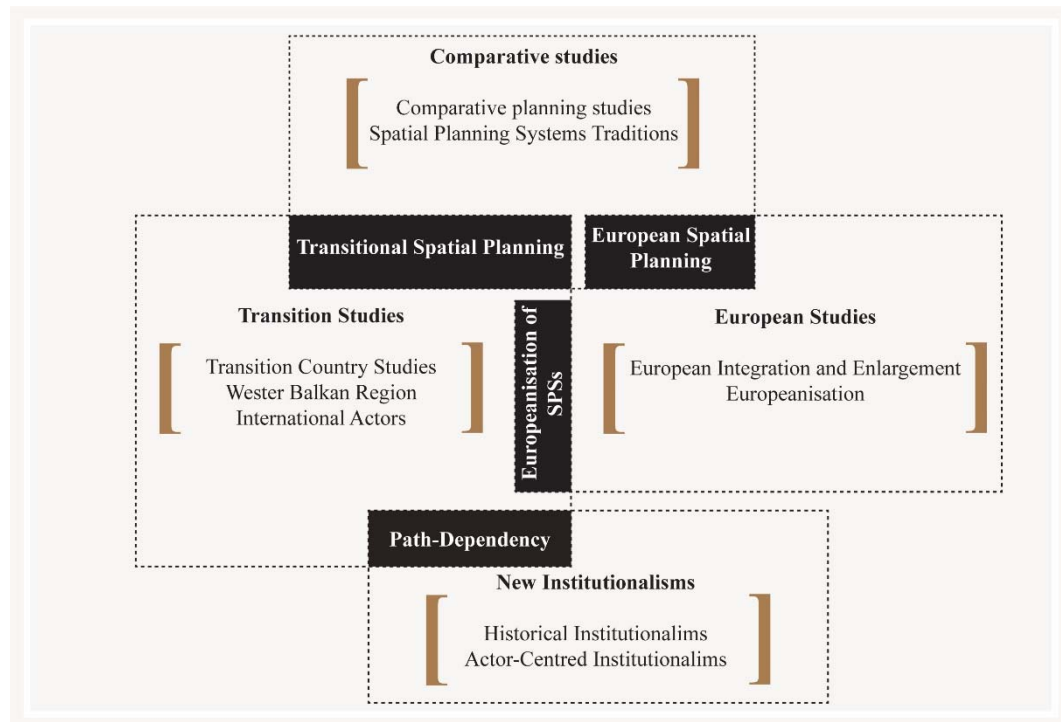 Comparative studies
Comparative planning studies
Spatial Planning Systems Traditions
Transitional Spatial Planning
European Spatial
Planning
Transition Studies
Transition Country Studies
Wester Balkan Region
International Actors
Europeanisation of
SPSs
European Studies
European Integration and Enlargement
Europeanisation
Path-Dependency
New Institutionalisms
Historical Institutionalims
Actor-Centred Institutionalims